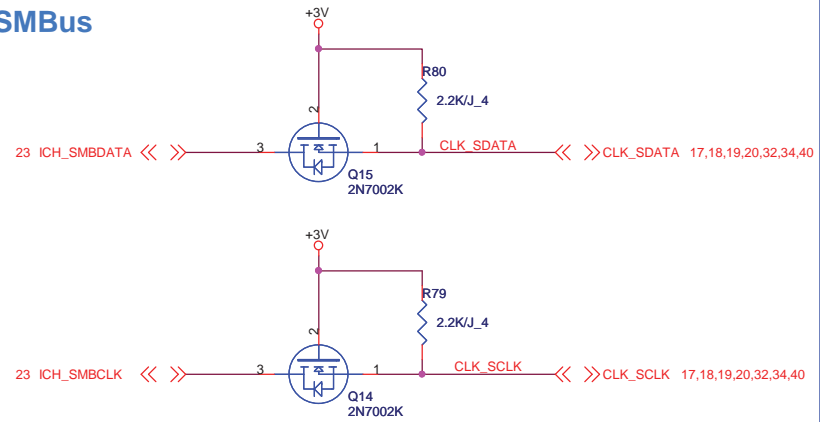 SMBus
+3V
R80
2.2K/J_4
2
23 ICH_SMBDATA
3
1
CLK_SDATA
CLK_SDATA 17,18,19,20,32,34,40
Q15
2N7002K
+3V
R79
2.2K/J_4
2
23 ICH_SMBCLK
3
1
CLK_SCLK
CLK_SCLK 17,18,19,20,32,34,40
Q14
2N7002K